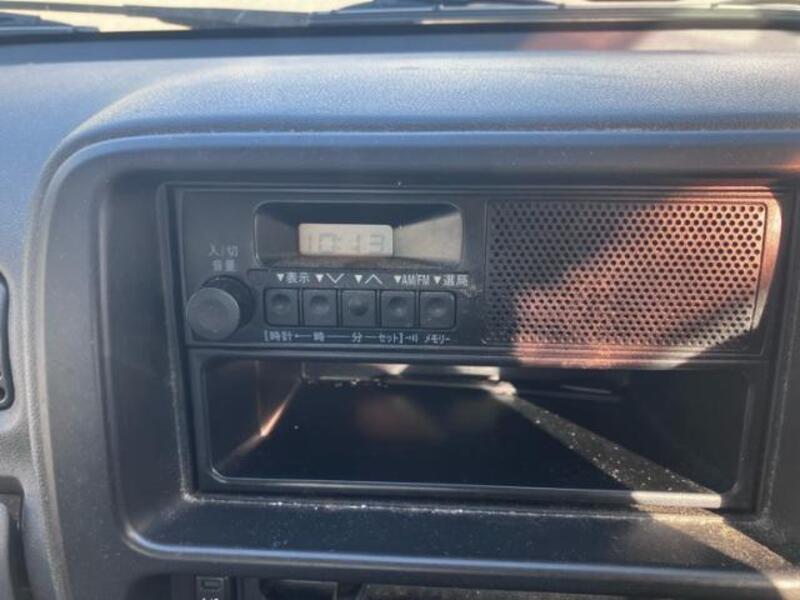 10:13
入/切
音量
▼表示 ▼﹀ ▼︿ ▼AM/FM ▼選局
[時計←時──分─セット] メモリー